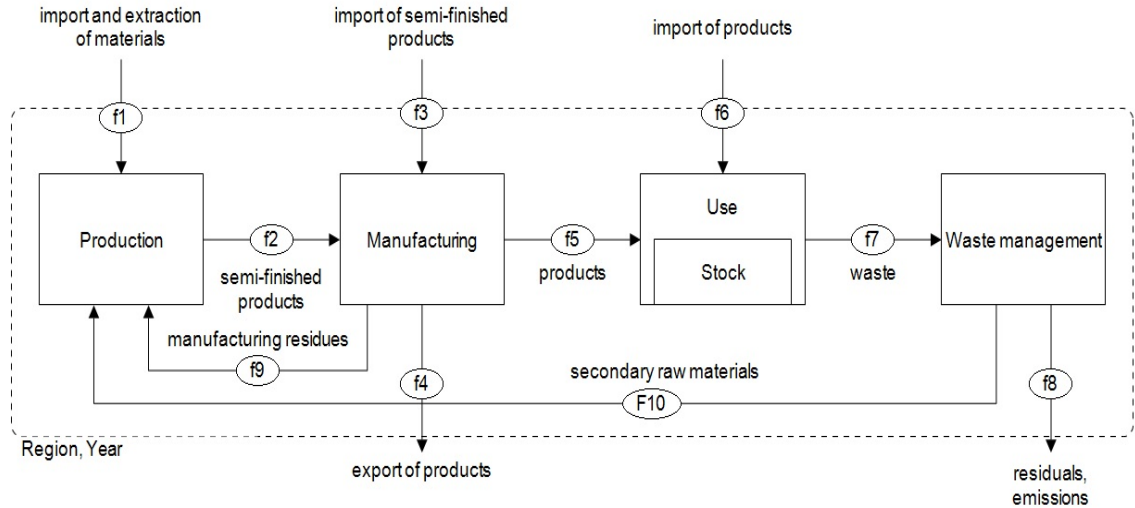 import and extraction
of materials
import of semi-finished
products
import of products
f1
f3
f6
Production
f2
semi-finished
products
Manufacturing
f5
products
Use
Stock
f7
waste
Waste management
manufacturing residues
f9
f4
secondary raw materials
F10
f8
Region, Year
export of products
residuals,
emissions